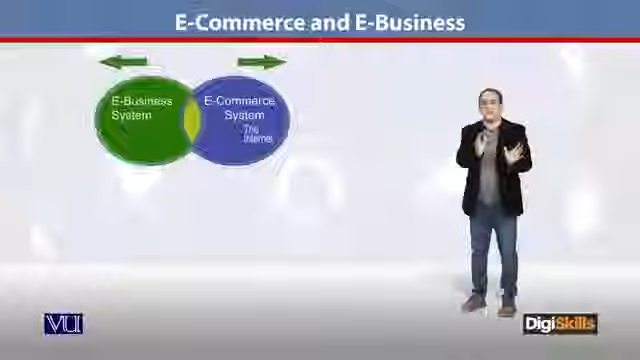 E-Commerce and E-Business
E-Business
System
E-Commerce
System
The
Internet
VU
DigiSkills